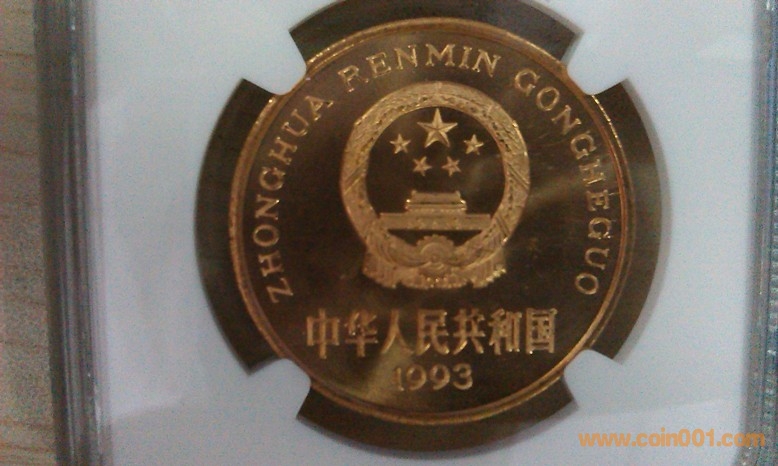 ZHONGHUA RENMIN GONGHEGUO
中华人民共和国
1993
www.coin001.com